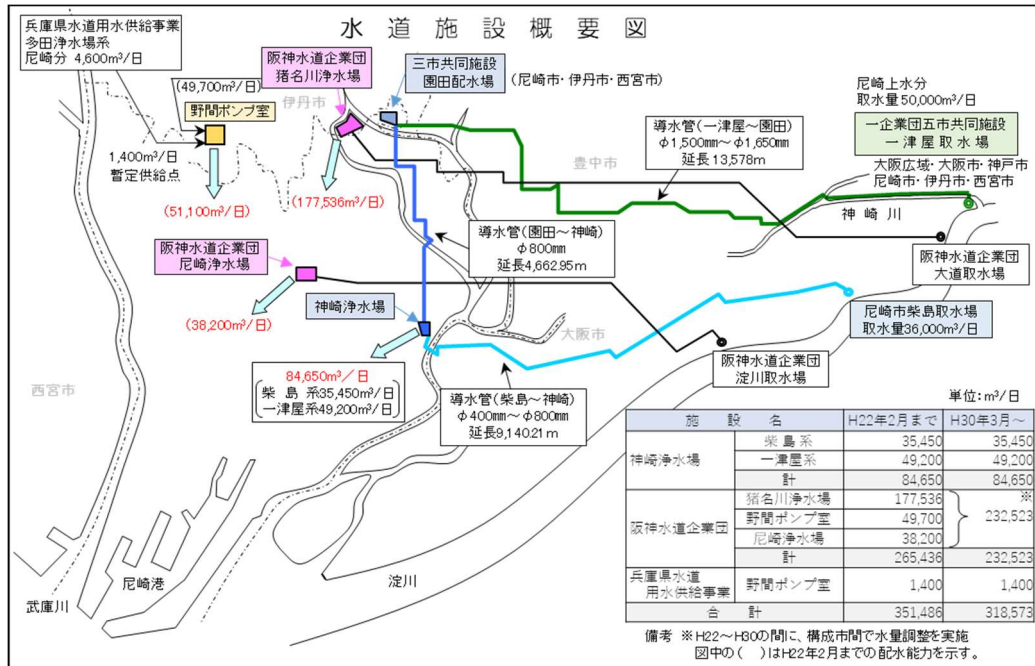 水道施設概要図
兵庫県水道用水供給事業
多田浄水場系
尼崎分 4,600m³/日
(49,700m³/日)
野間ポンプ室
1,400m³/日
暫定供給点
(51,100m³/日)
伊丹市
阪神水道企業団
猪名川浄水場
(177,536m³/日)
三市共同施設
園田配水場
(尼崎市・伊丹市・西宮市)
導水管(一津屋～園田)
φ1,500mm～φ1,650mm
延長 13,578m
豊中市
尼崎上水分
取水量50,000m³/日
一企業団五市共同施設
一津屋取水場
大阪広域・大阪市・神戸市
尼崎市・伊丹市・西宮市
神崎川
阪神水道企業団
大道取水場
導水管(園田～神崎)
φ800mm
延長4,662.95m
阪神水道企業団
尼崎浄水場
(38,200m³/日)
神崎浄水場
大阪市
尼崎市柴島取水場
取水量36,000m³/日
阪神水道企業団
淀川取水場
西宮市
84,650m³/日
柴島系35,450m³/日
一津屋系49,200m³/日
導水管(柴島～神崎)
φ400mm～φ800mm
延長9,140.21m
武庫川
尼崎港
淀川
単位:m³/日
施設名 H22年2月まで H30年3月～
神崎浄水場 柴島系 35,450 35,450
一津屋系 49,200 49,200
計 84,650 84,650
阪神水道企業団 猪名川浄水場 177,536 ※
野間ポンプ室 49,700 232,523
尼崎浄水場 38,200
計 265,436 232,523
兵庫県水道
用水供給事業 野間ポンプ室 1,400 1,400
合計 351,486 318,573
備考 ※H22～H30の間に、構成市間で水量調整を実施
図中の( )はH22年2月までの配水能力を示す。